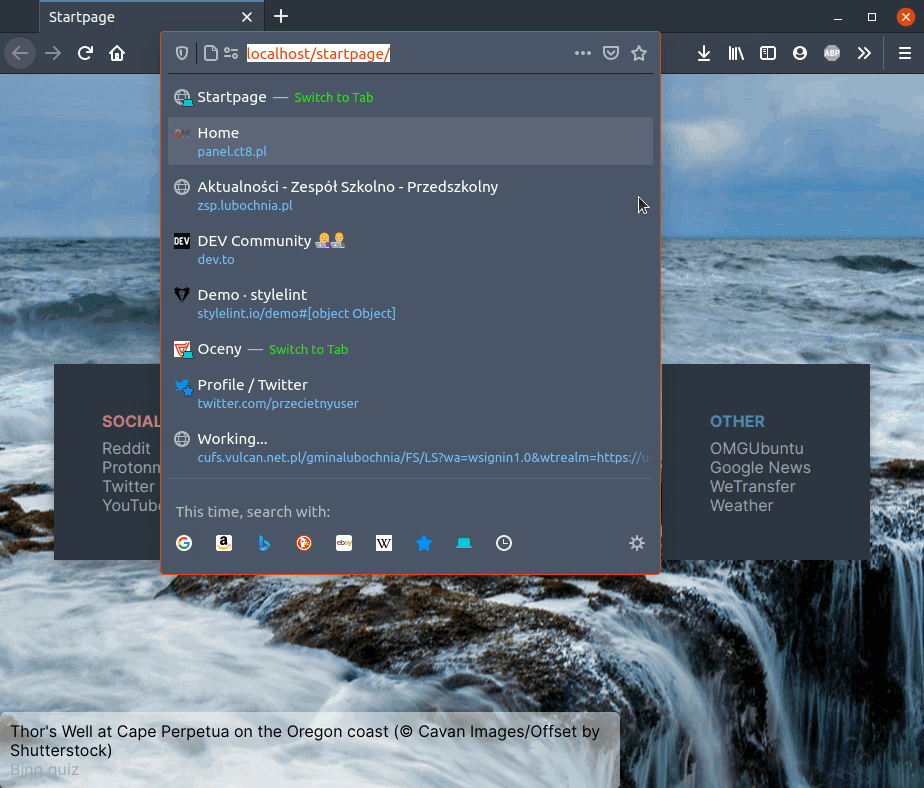 Startpage
localhost/startpage/
ABP
Startpage — Switch to Tab
Home
panel.ct8.pl
Aktualności - Zespół Szkolno - Przedszkolny
zsp.lubochnia.pl
DEV
DEV Community 👩‍💻👨‍💻
dev.to
Demo · stylelint
stylelint.io/demo#[object Object]
Oceny — Switch to Tab
Profile / Twitter
twitter.com/przecietnyuser
Working...
cufs.vulcan.net.pl/gminalubochnia/FS/LS?wa=wsignin1.0&wtrealm=https://u
This time, search with:
SOCIAL
Reddit
Protonm
Twitter
YouTube
OTHER
OMGUbuntu
Google News
WeTransfer
Weather
Thor's Well at Cape Perpetua on the Oregon coast (© Cavan Images/Offset by
Shutterstock)
Bing quiz